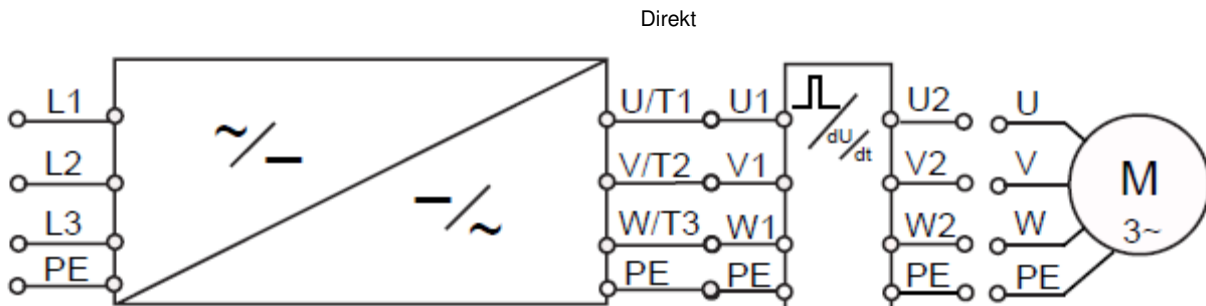 Direkt
L1 U/T1 U1 U2 U
dU/dt
L2 V/T2 V1 V2 V
M
L3 W/T3 W1 W2 W
3~
PE PE PE PE PE